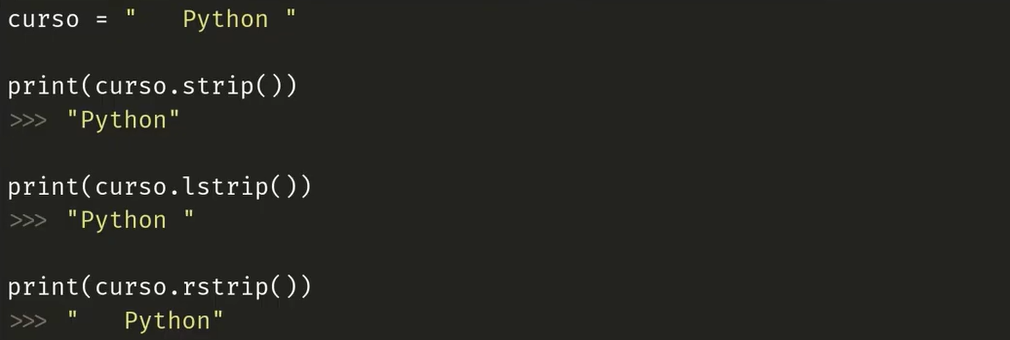 curso = "   Python "
print(curso.strip())
>>> "Python"
print(curso.lstrip())
>>> "Python "
print(curso.rstrip())
>>> "   Python"